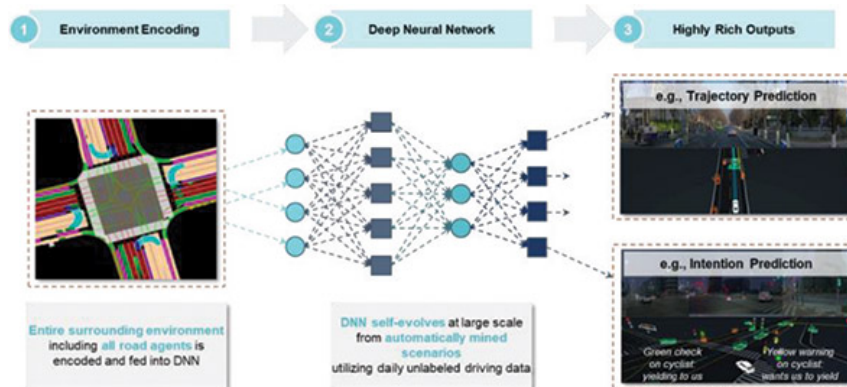 1 Environment Encoding
2 Deep Neural Network
3 Highly Rich Outputs
e.g., Trajectory Prediction
e.g., Intention Prediction
Entire surrounding environment
including all road agents is
encoded and fed into DNN
DNN self-evolves at large scale
from automatically mined
scenarios
utilizing daily unlabeled driving data
Green check
on cyclist:
yielding to us
Yellow warning
on cyclist:
wants us to yield